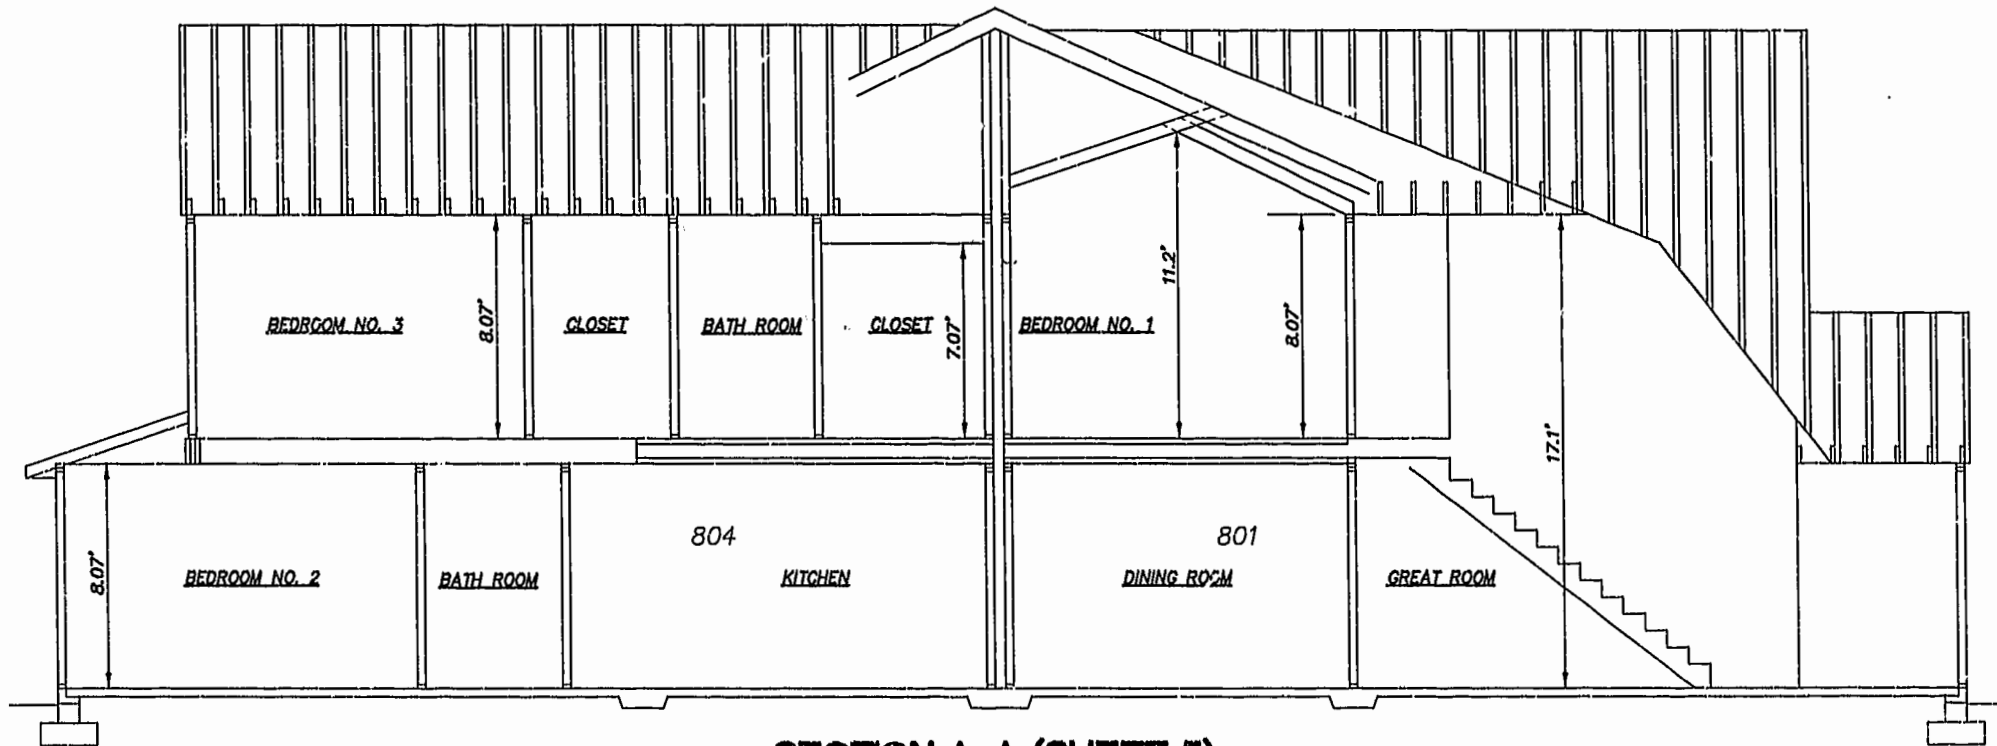 BEDROOM NO. 3
8.07'
CLOSET
BATH ROOM
CLOSET
7.07'
BEDROOM NO. 1
11.2'
8.07'
17.1'
8.07'
BEDROOM NO. 2
BATH ROOM
804
KITCHEN
801
DINING ROOM
GREAT ROOM
SECTION A-A